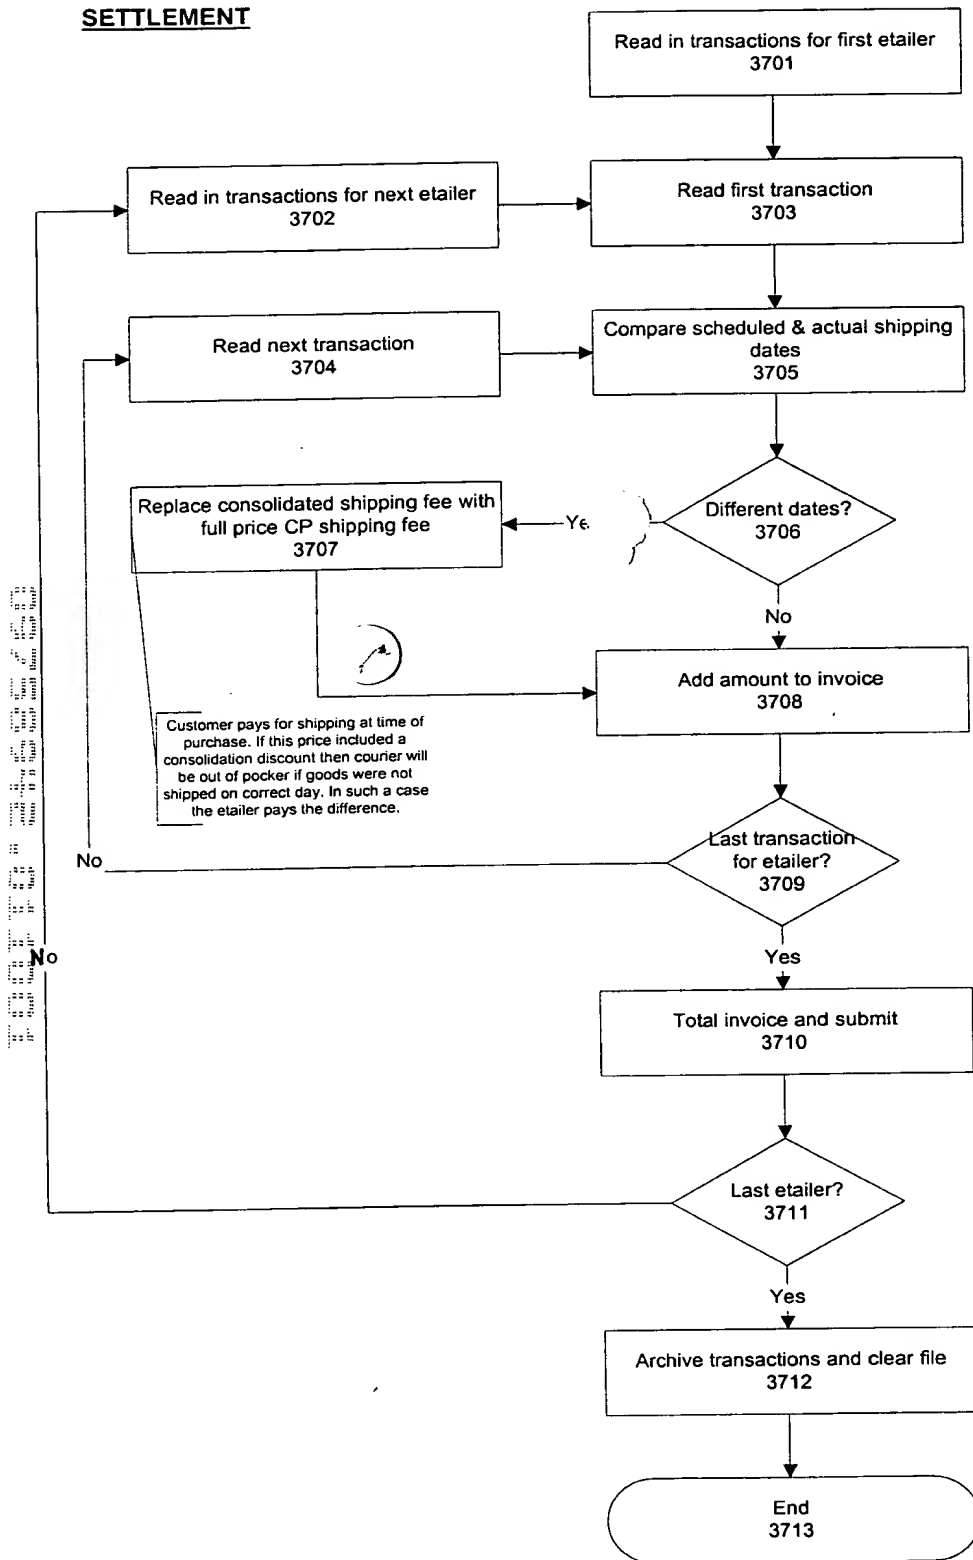 SETTLEMENT
Read in transactions for first etailer
3701
Read in transactions for next etailer
3702
Read first transaction
3703
Read next transaction
3704
Compare scheduled & actual shipping
dates
3705
Replace consolidated shipping fee with
full price CP shipping fee
3707
Different dates?
3706
No
Add amount to invoice
3708
Customer pays for shipping at time of
purchase. If this price included a
consolidation discount then courier will
be out of pocker if goods were not
shipped on correct day. In such a case
the etailer pays the difference.
No
Last transaction
for etailer?
3709
No
Yes
Total invoice and submit
3710
Last etailer?
3711
Yes
Archive transactions and clear file
3712
End
3713